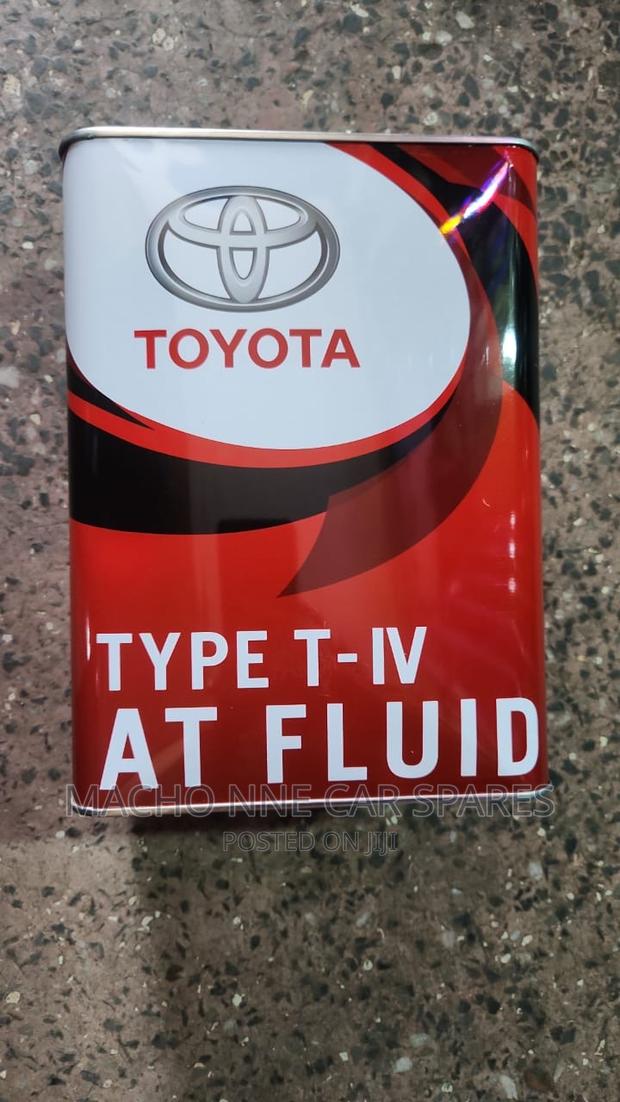 TOYOTA
TYPE T-IV
AT FLUID
MACHO NNE CAR SPARES
POSTED ON JIJI